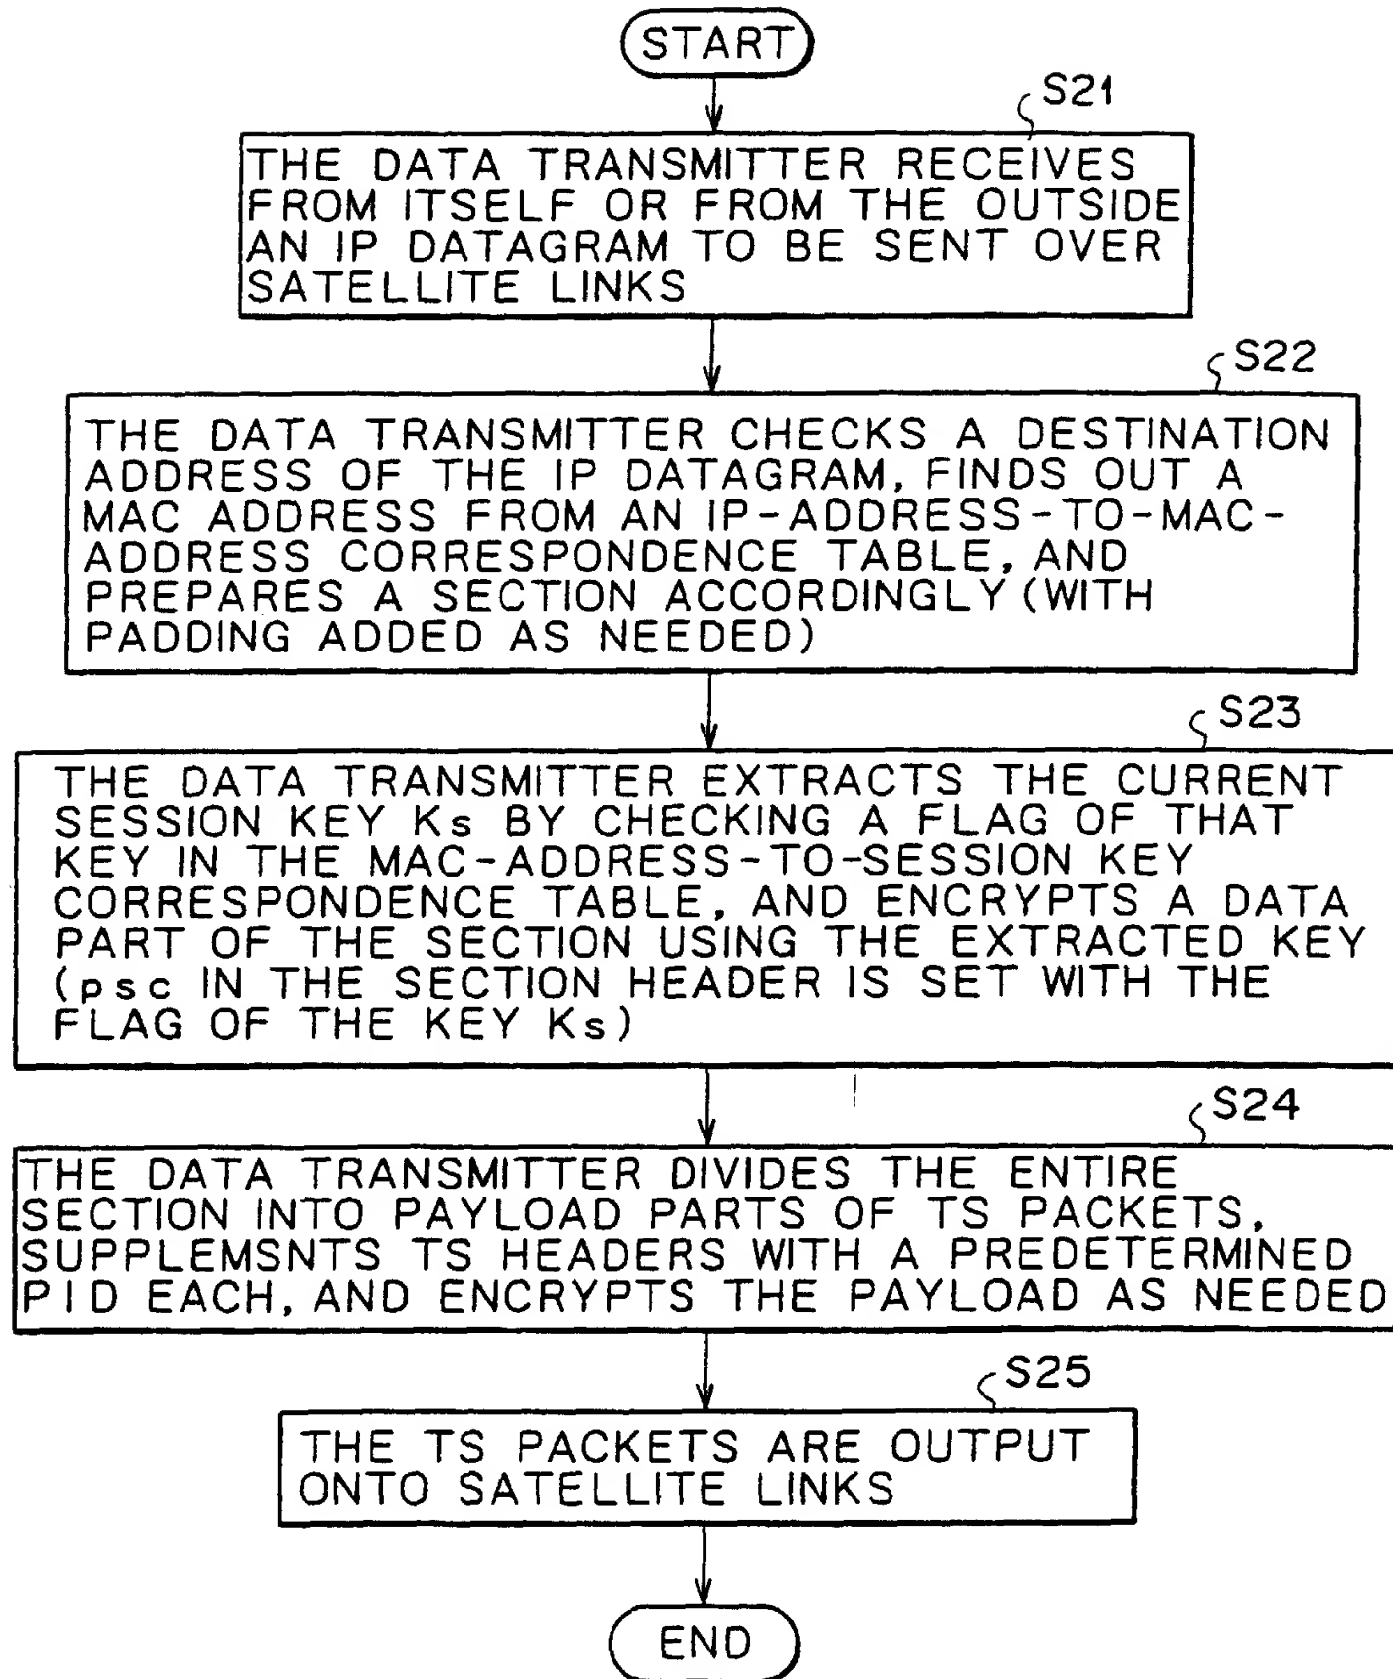 START
S21
THE DATA TRANSMITTER RECEIVES
FROM ITSELF OR FROM THE OUTSIDE
AN IP DATAGRAM TO BE SENT OVER
SATELLITE LINKS
S22
THE DATA TRANSMITTER CHECKS A DESTINATION
ADDRESS OF THE IP DATAGRAM, FINDS OUT A
MAC ADDRESS FROM AN IP-ADDRESS-TO-MAC-
ADDRESS CORRESPONDENCE TABLE, AND
PREPARES A SECTION ACCORDINGLY (WITH
PADDING ADDED AS NEEDED)
S23
THE DATA TRANSMITTER EXTRACTS THE CURRENT
SESSION KEY Ks BY CHECKING A FLAG OF THAT
KEY IN THE MAC-ADDRESS-TO-SESSION KEY
CORRESPONDENCE TABLE, AND ENCRYPTS A DATA
PART OF THE SECTION USING THE EXTRACTED KEY
(psc IN THE SECTION HEADER IS SET WITH THE
FLAG OF THE KEY Ks)
S24
THE DATA TRANSMITTER DIVIDES THE ENTIRE
SECTION INTO PAYLOAD PARTS OF TS PACKETS,
SUPPLEMSNTS TS HEADERS WITH A PREDETERMINED
PID EACH, AND ENCRYPTS THE PAYLOAD AS NEEDED
S25
THE TS PACKETS ARE OUTPUT
ONTO SATELLITE LINKS
END